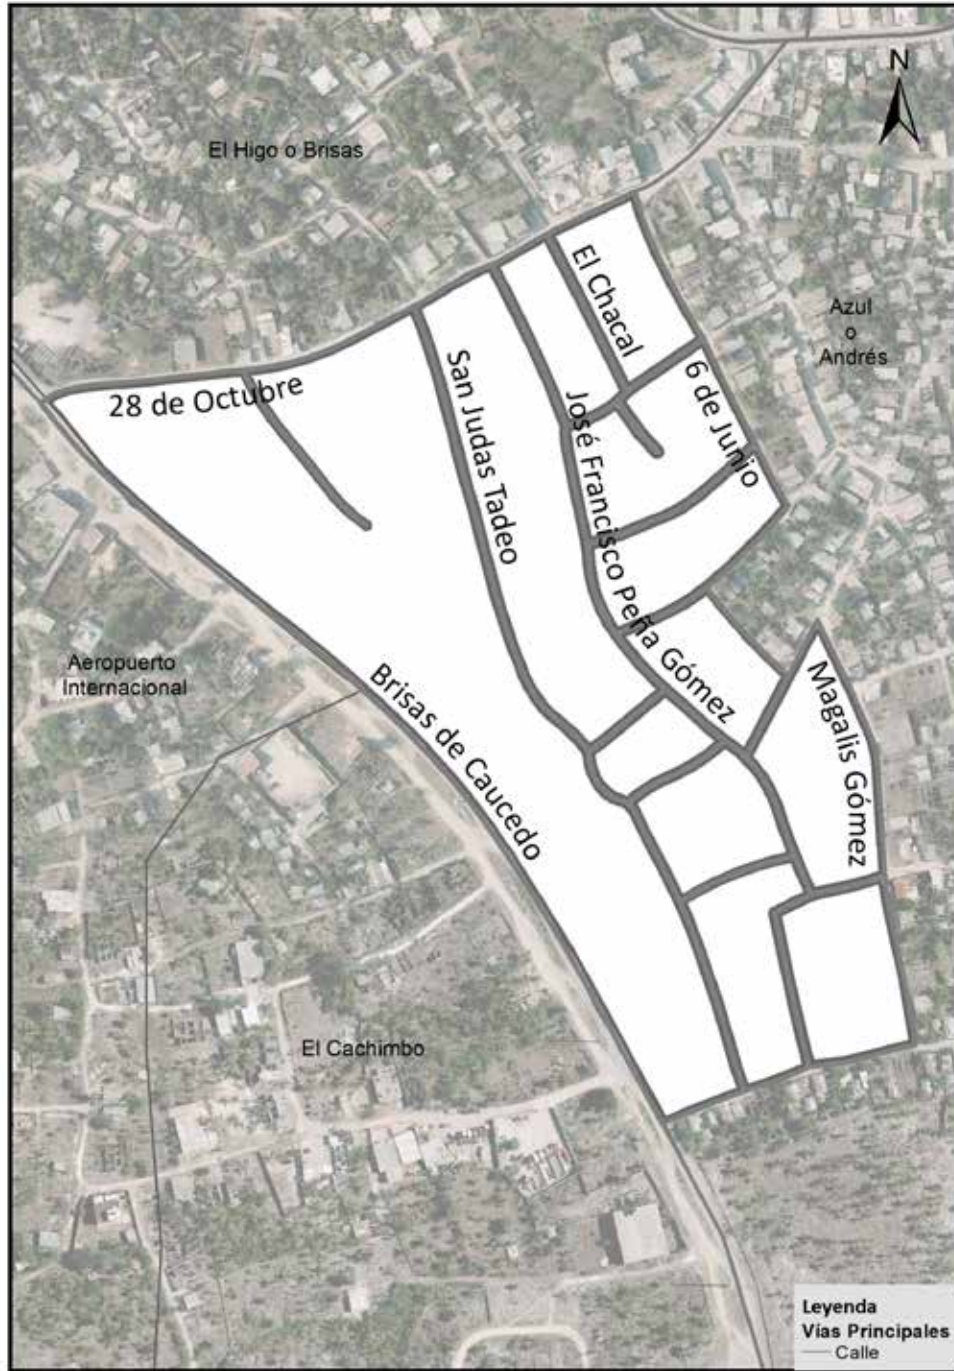 N
El Higo o Brisas
El Chacal
Azul
o
Andrés
28 de Octubre
San Judas Tadeo
José Francisco Peña Gómez
6 de Junio
Aeropuerto
Internacional
Brisas de Caucedo
Magalis Gómez
El Cachimbo
Leyenda
Vías Principales
Calle